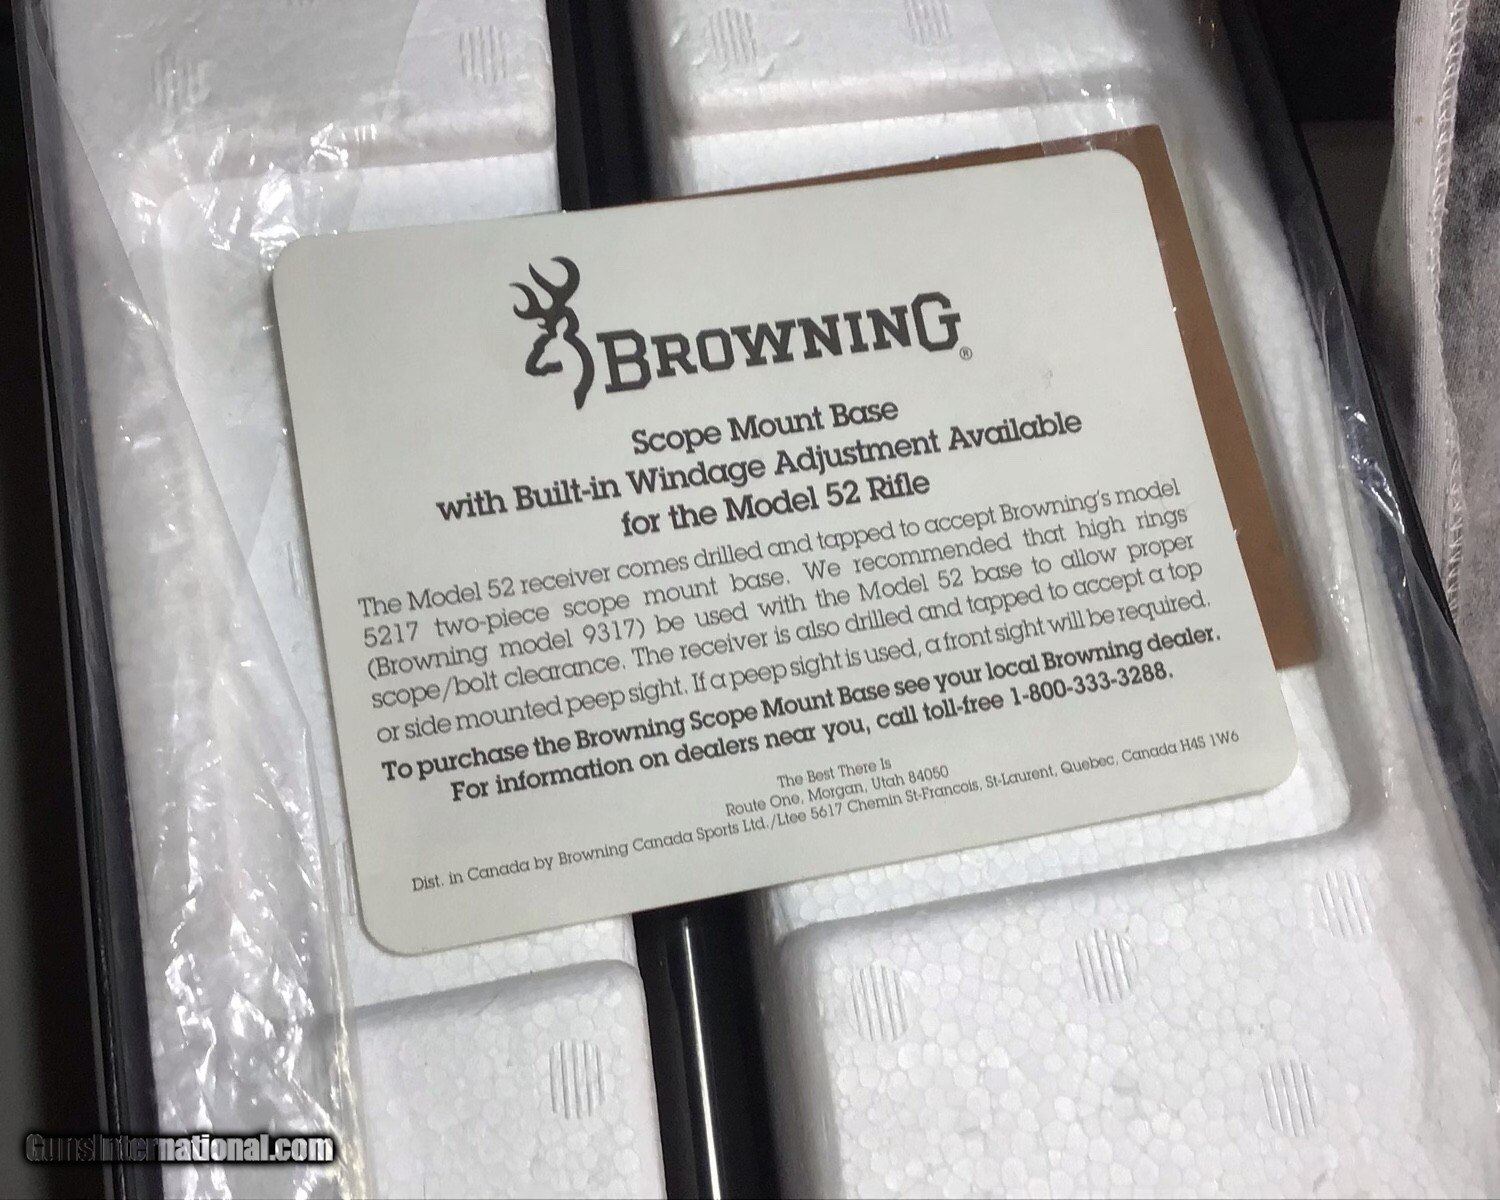 BROWNING®
Scope Mount Base
with Built-in Windage Adjustment Available
for the Model 52 Rifle
The Model 52 receiver comes drilled and tapped to accept Browning's model
5217 two-piece scope mount base. We recommended that high rings
(Browning model 9317) be used with the Model 52 base to allow proper
scope/bolt clearance. The receiver is also drilled and tapped to accept a top
or side mounted peep sight. If a peep sight is used, a front sight will be required.
To purchase the Browning Scope Mount Base see your local Browning dealer.
For information on dealers near you, call toll-free 1-800-333-3288.
The Best There Is
Route One, Morgan, Utah 84050
Dist. in Canada by Browning Canada Sports Ltd./Ltee 5617 Chemin St-Francois, St-Laurent, Quebec, Canada H4S 1W6
GunsInternational.com